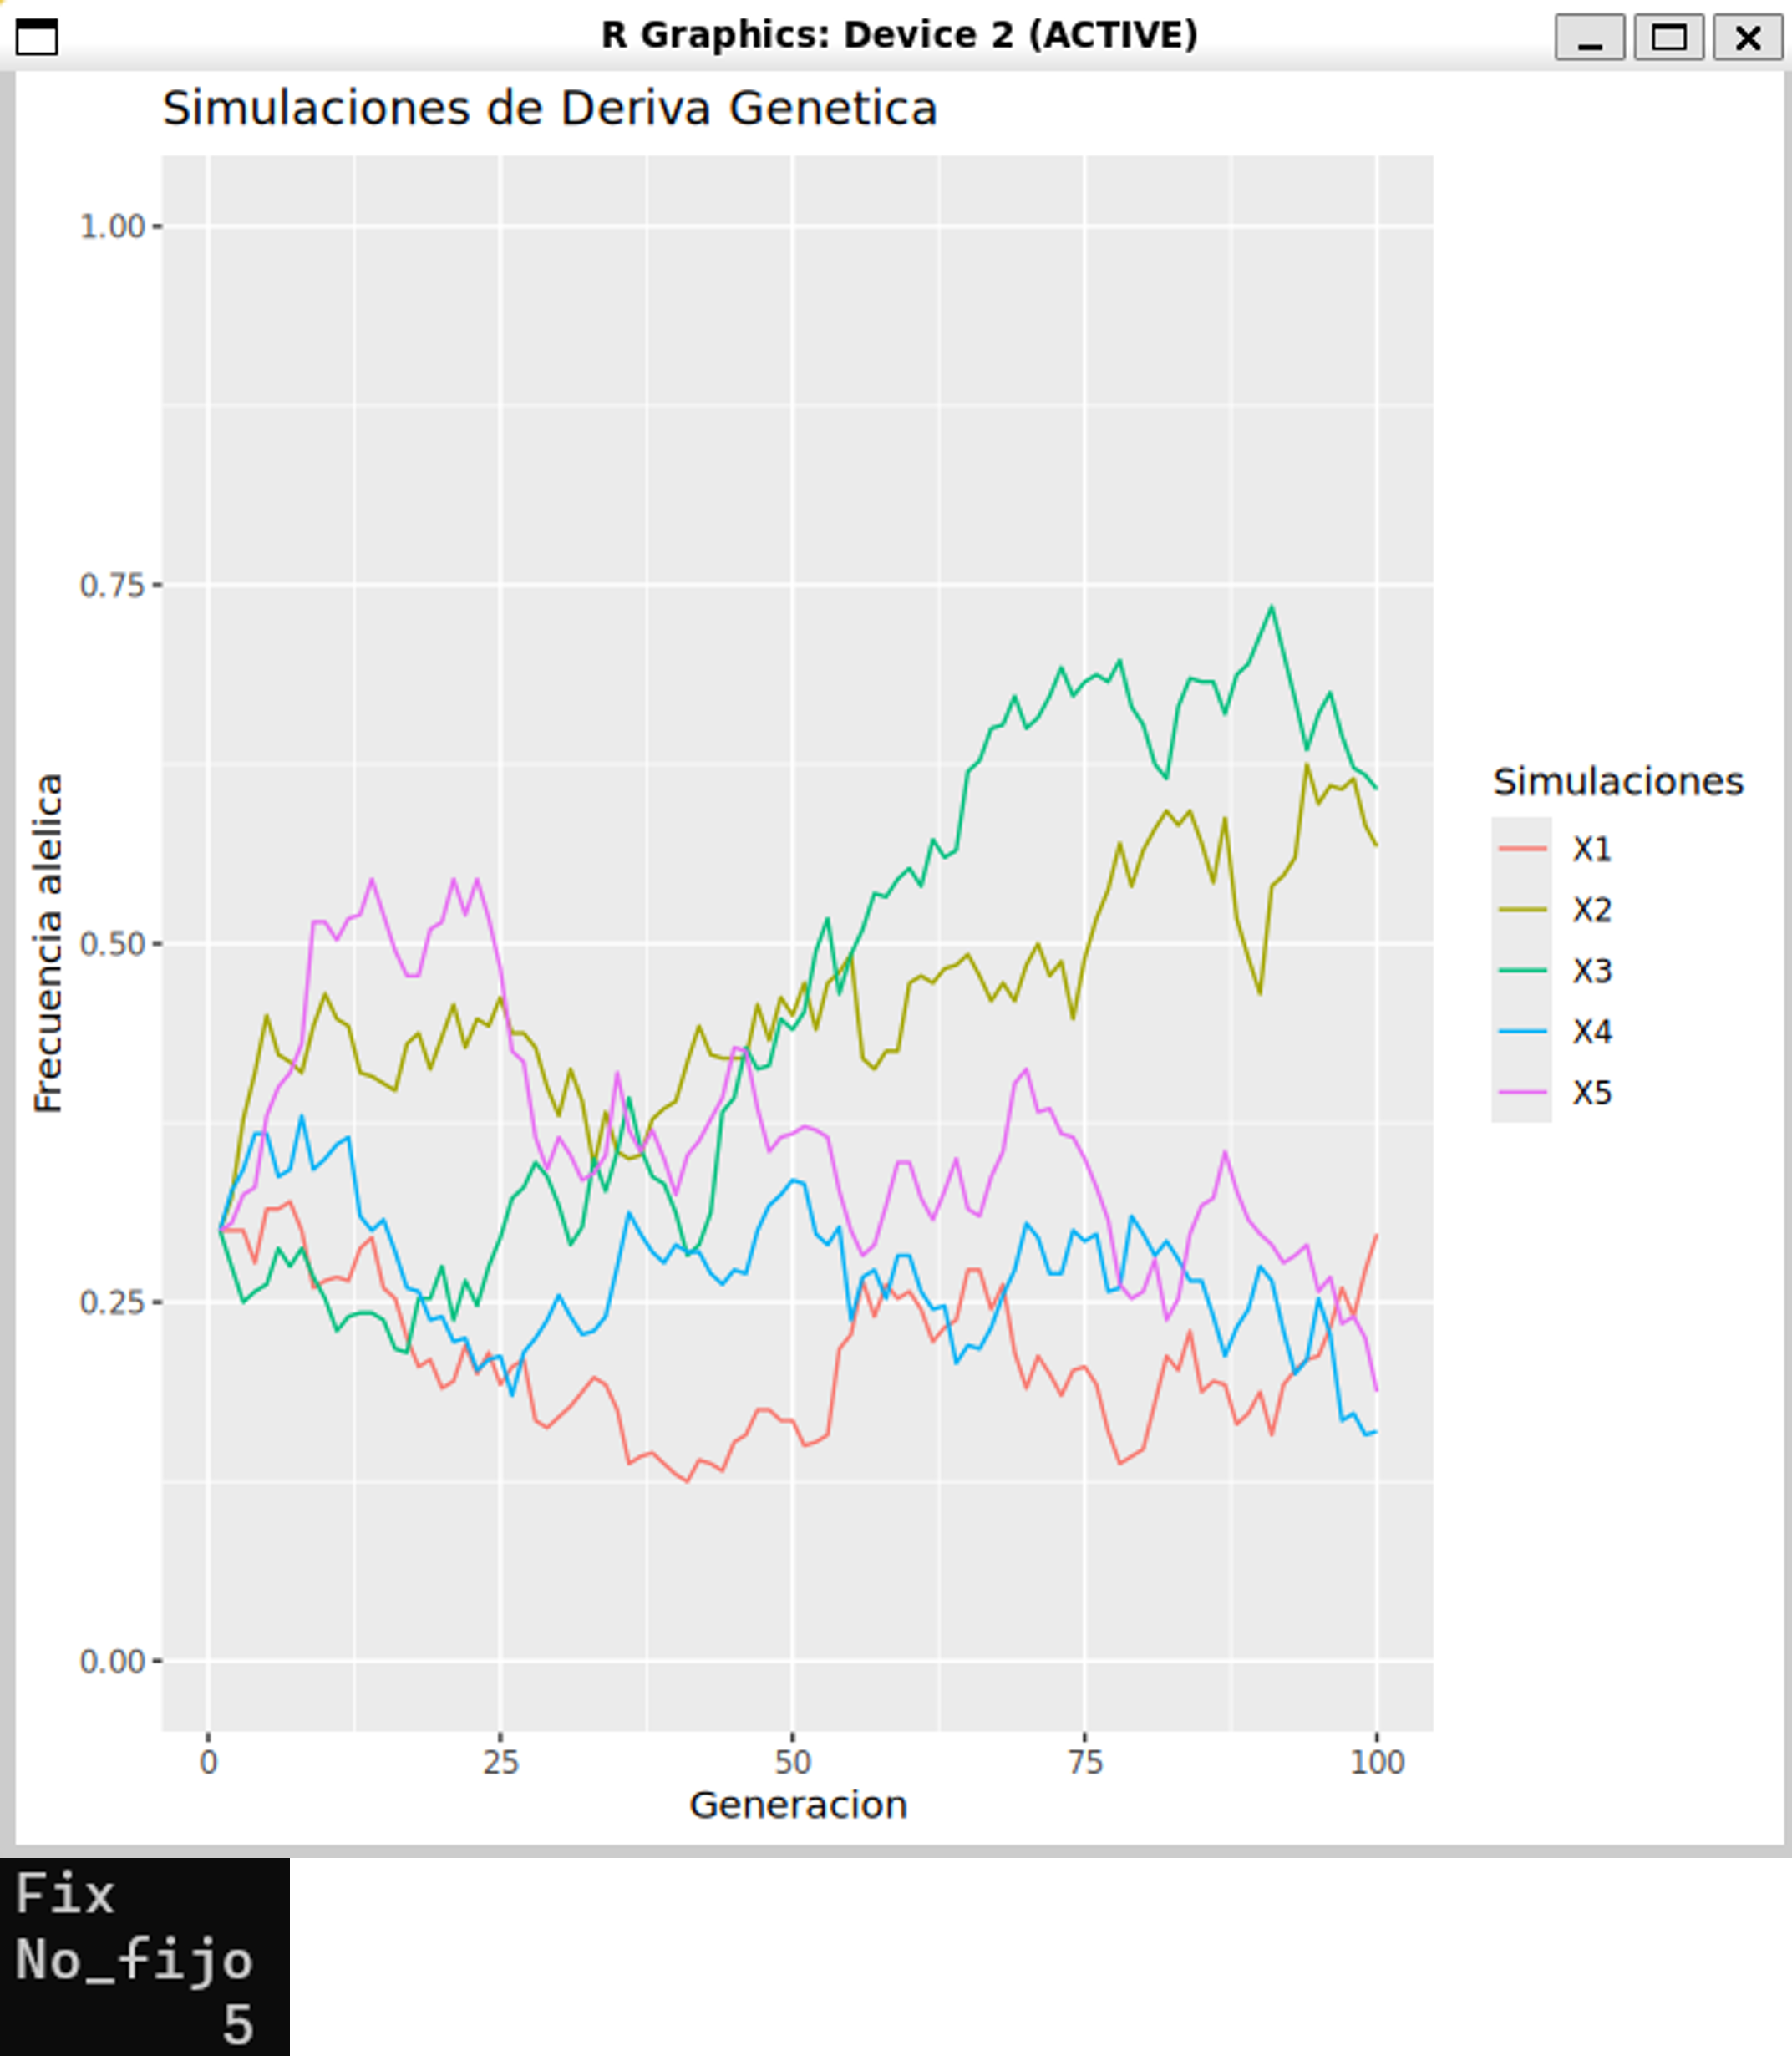 R Graphics: Device 2 (ACTIVE)
Simulaciones de Deriva Genetica
1.00
0.75
0.50
0.25
0.00
Frecuencia alelica
0 25 50 75 100
Generacion
Simulaciones
X1
X2
X3
X4
X5
Fix
No_fijo
5